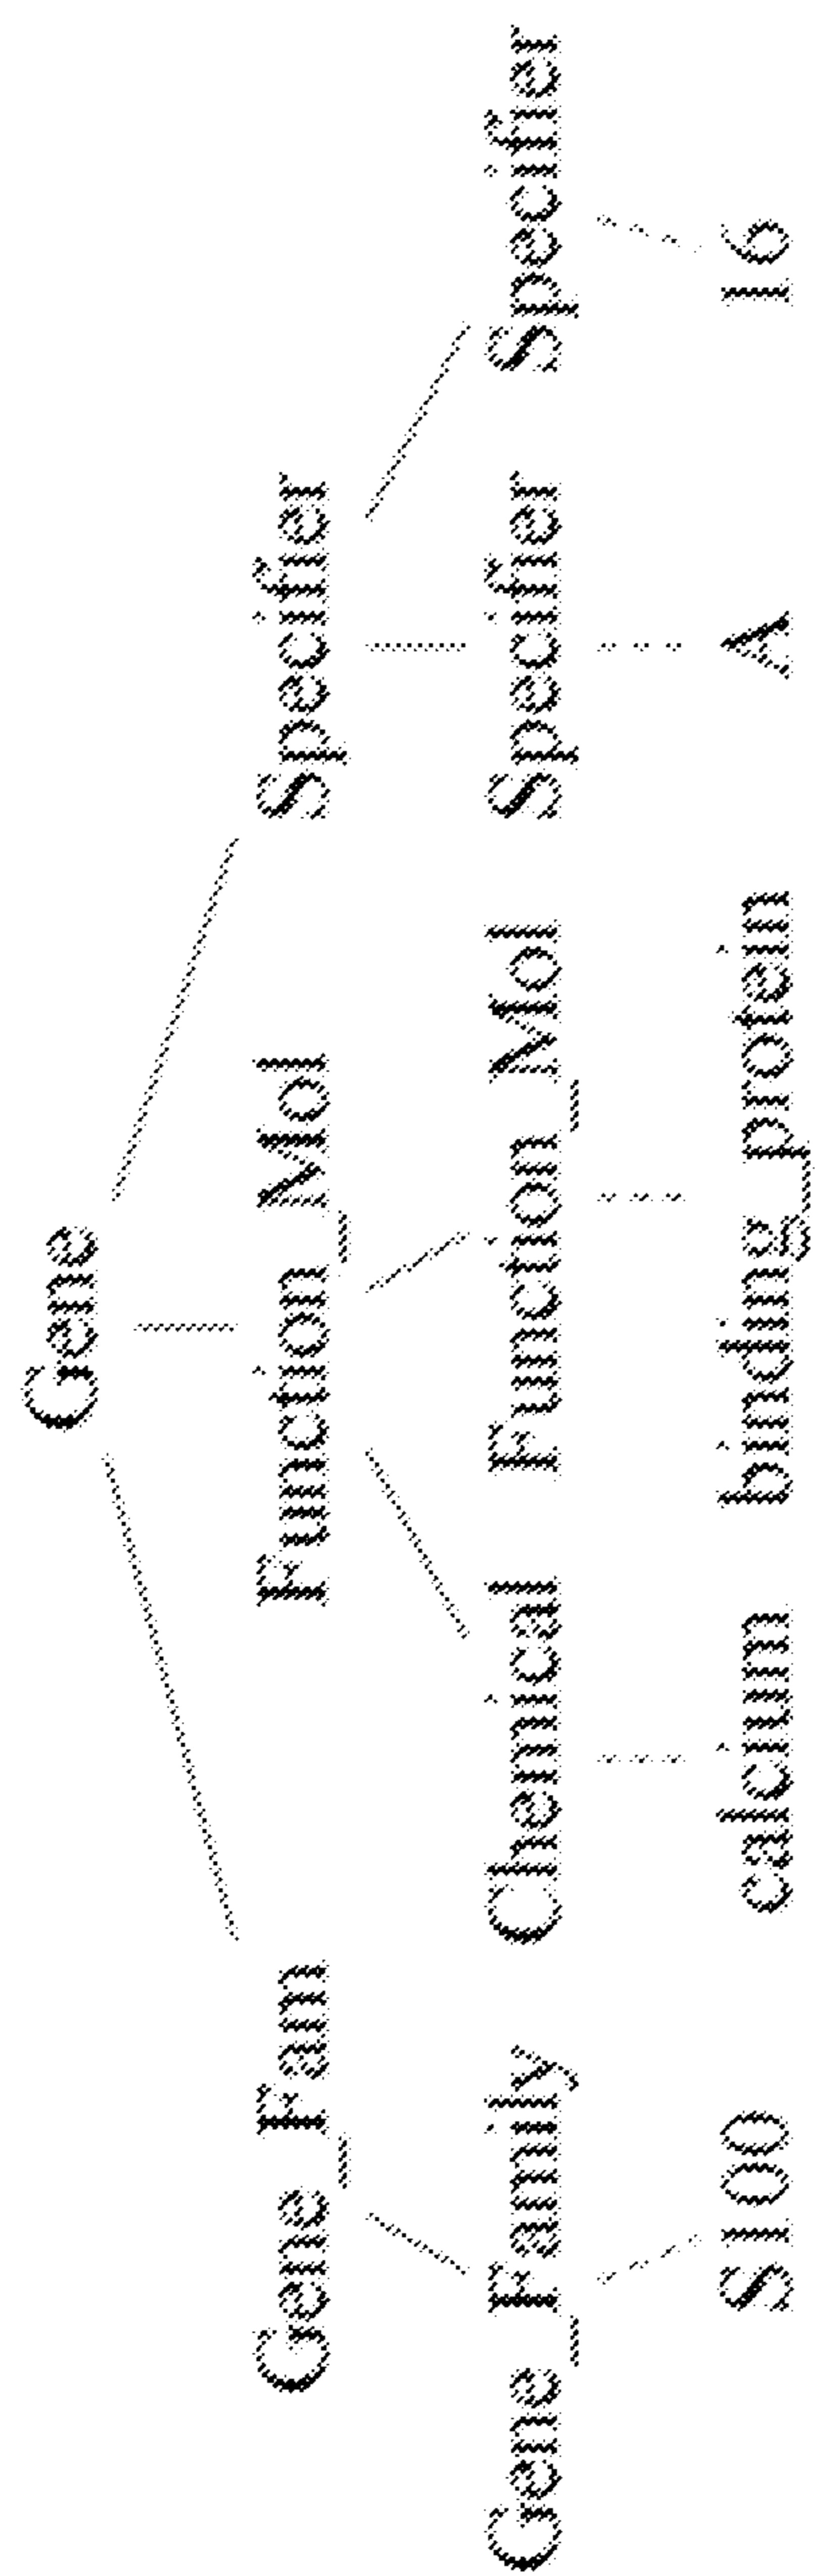 Gene
Gene_Fam Function_Mol Specifier
Gene_Family Chemical Function_Mol Specifier Specifier
S100 calcium binding_protein A 16